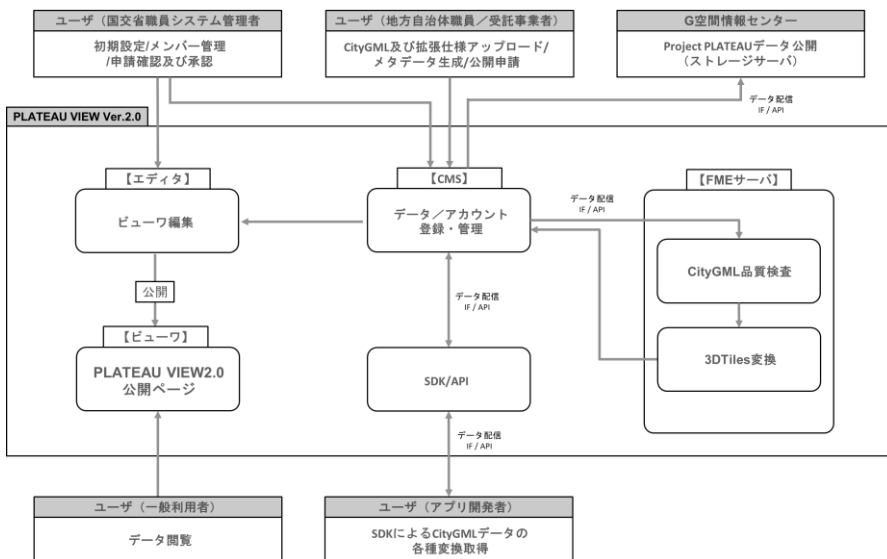 ユーザ（国交省職員システム管理者
初期設定/メンバー管理
/申請確認及び承認
ユーザ（地方自治体職員／受託事業者）
CityGML及び拡張仕様アップロード/
メタデータ生成/公開申請
G空間情報センター
Project PLATEAUデータ公開
（ストレージサーバ）
データ配信
IF / API
PLATEAU VIEW Ver.2.0
【エディタ】
ビューワ編集
【CMS】
データ／アカウント
登録・管理
データ配信
IF / API
【FMEサーバ】
CityGML品質検査
3DTiles変換
公開
【ビューワ】
PLATEAU VIEW2.0
公開ページ
データ配信
IF / API
SDK/API
データ配信
IF / API
ユーザ（一般利用者）
データ閲覧
ユーザ（アプリ開発者）
SDKによるCityGMLデータの
各種変換取得